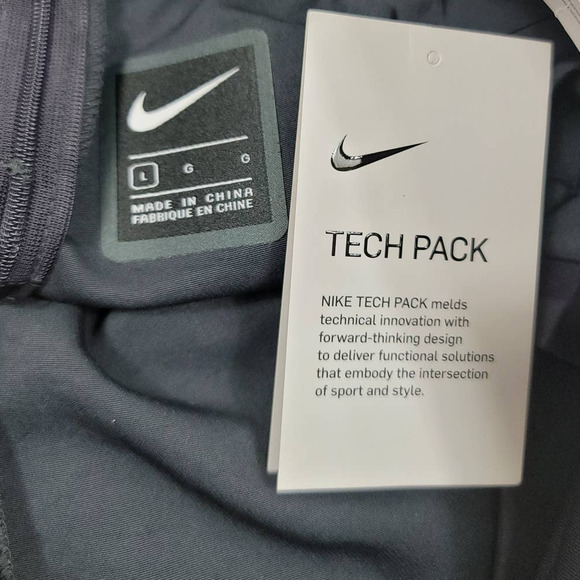 L G G
MADE IN CHINA
FABRIQUE EN CHINE
TECH PACK
NIKE TECH PACK melds
technical innovation with
forward-thinking design
to deliver functional solutions
that embody the intersection
of sport and style.